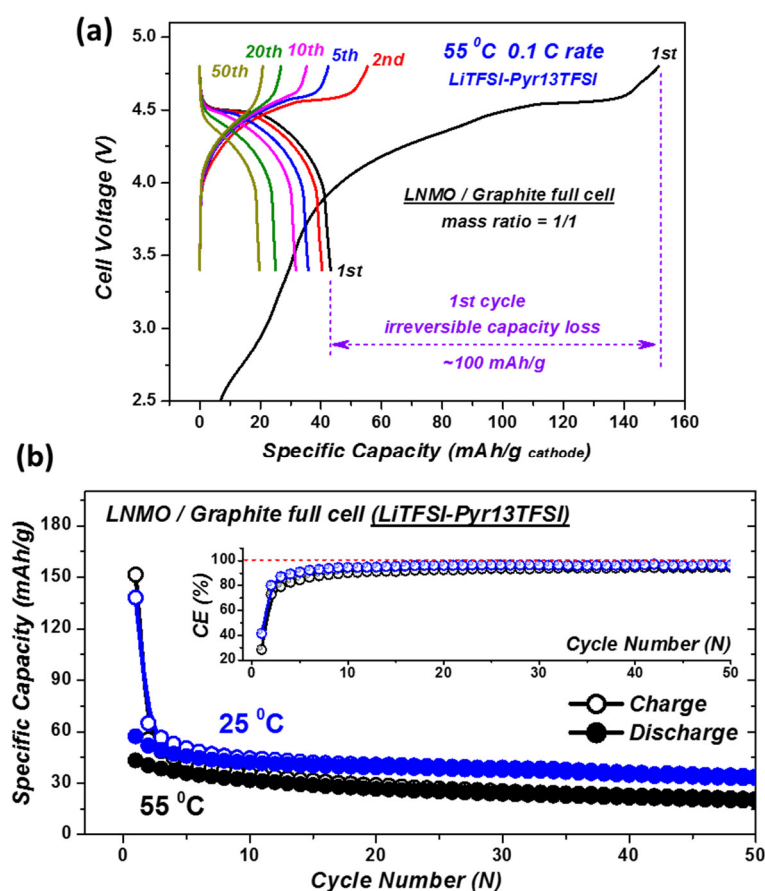 (a)
5.0
4.5
4.0
3.5
3.0
2.5
Cell Voltage (V)
50th
20th
10th
5th
2nd
1st
55 ⁰C 0.1 C rate
LiTFSI-Pyr13TFSI
LNMO / Graphite full cell
mass ratio = 1/1
1st
1st cycle
irreversible capacity loss
~100 mAh/g
0 20 40 60 80 100 120 140 160
Specific Capacity (mAh/g cathode)
(b)
LNMO / Graphite full cell (LiTFSI-Pyr13TFSI)
180
150
120
90
60
30
0
Specific Capacity (mAh/g)
100
80
60
40
20
CE (%)
Cycle Number (N)
0 10 20 30 40 50
25 ⁰C
55 ⁰C
Charge
Discharge
0 10 20 30 40 50
Cycle Number (N)